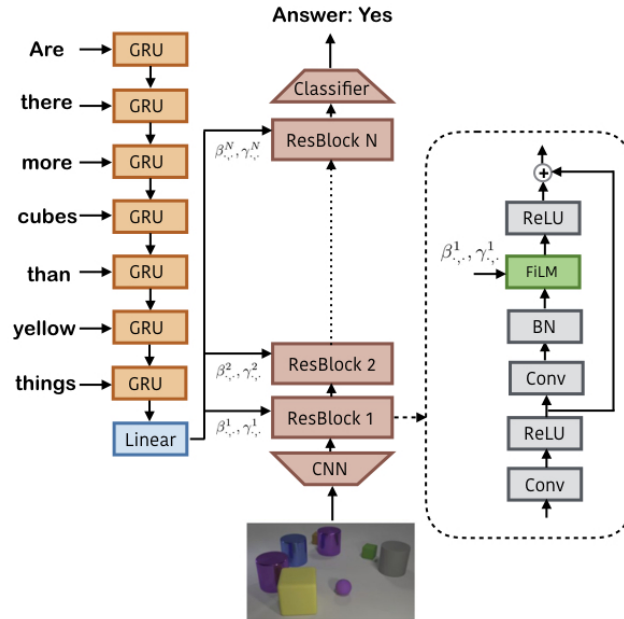 Answer: Yes
Are
GRU
there
GRU
more
GRU
cubes
GRU
than
GRU
yellow
GRU
things
GRU
Linear
Classifier
ResBlock N
β^N_{·,·}, γ^N_{·,·}
ResBlock 2
β^2_{·,·}, γ^2_{·,·}
ResBlock 1
β^1_{·,·}, γ^1_{·,·}
CNN
+
ReLU
β^1_{·,·}, γ^1_{·,·}
FiLM
BN
Conv
ReLU
Conv